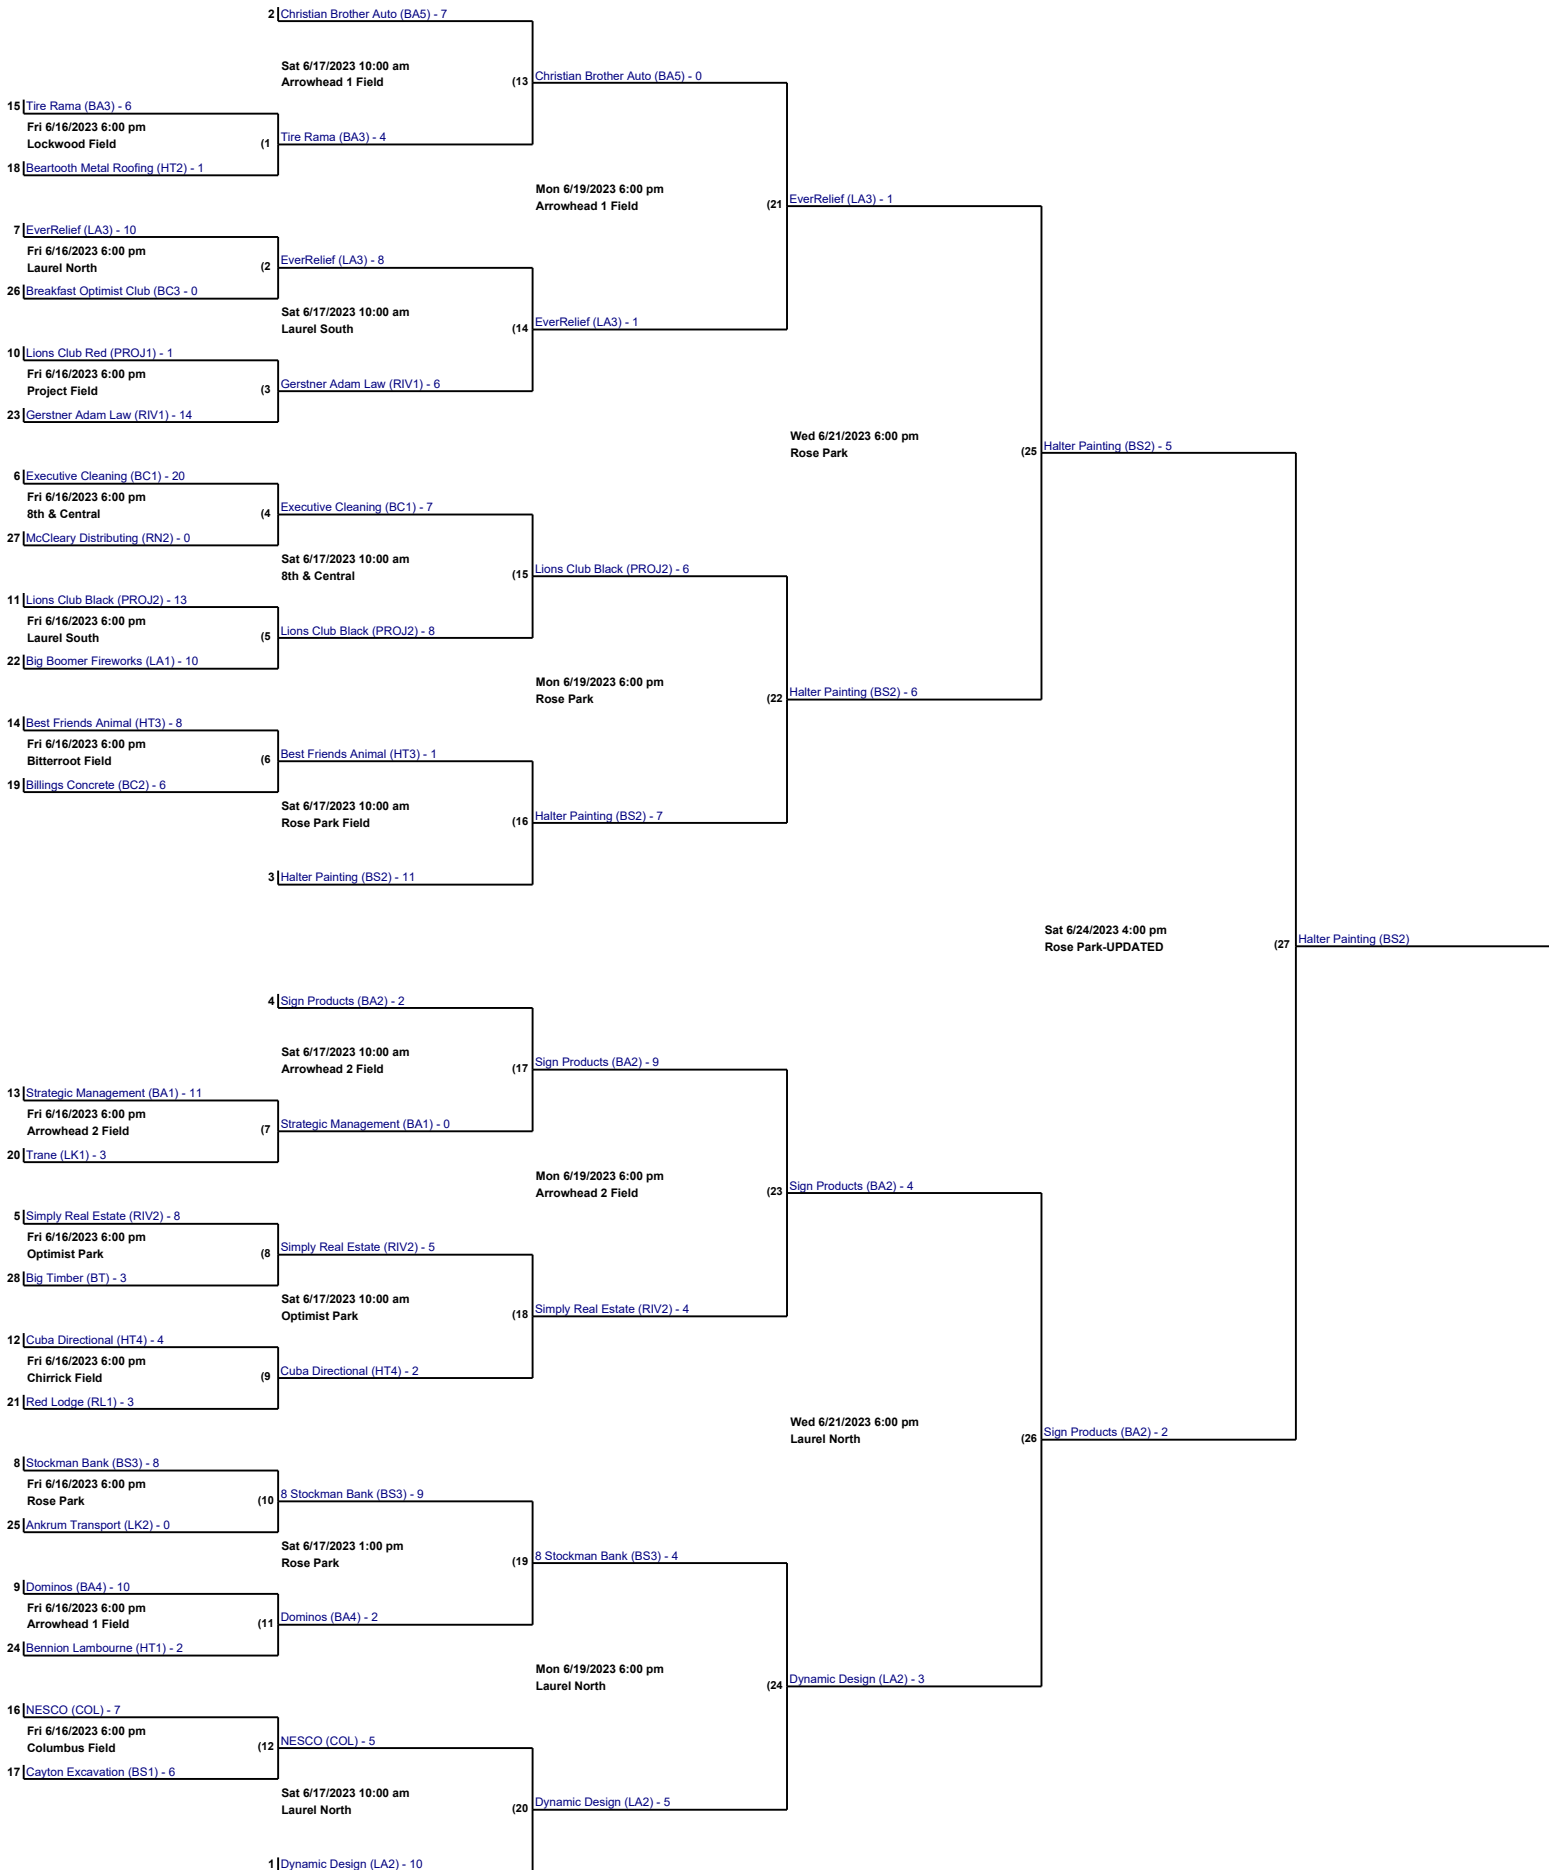 2 Christian Brother Auto (BA5) - 7
Sat 6/17/2023 10:00 am
Arrowhead 1 Field
(13 Christian Brother Auto (BA5) - 0
15 Tire Rama (BA3) - 6
Fri 6/16/2023 6:00 pm
Lockwood Field
(1 Tire Rama (BA3) - 4
18 Beartooth Metal Roofing (HT2) - 1
Mon 6/19/2023 6:00 pm
Arrowhead 1 Field
(21 EverRelief (LA3) - 1
7 EverRelief (LA3) - 10
Fri 6/16/2023 6:00 pm
Laurel North
(2 EverRelief (LA3) - 8
26 Breakfast Optimist Club (BC3 - 0
Sat 6/17/2023 10:00 am
Laurel South
(14 EverRelief (LA3) - 1
10 Lions Club Red (PROJ1) - 1
Fri 6/16/2023 6:00 pm
Project Field
(3 Gerstner Adam Law (RIV1) - 6
23 Gerstner Adam Law (RIV1) - 14
Wed 6/21/2023 6:00 pm
Rose Park
(25 Halter Painting (BS2) - 5
6 Executive Cleaning (BC1) - 20
Fri 6/16/2023 6:00 pm
8th & Central
(4 Executive Cleaning (BC1) - 7
27 McCleary Distributing (RN2) - 0
Sat 6/17/2023 10:00 am
8th & Central
(15 Lions Club Black (PROJ2) - 6
11 Lions Club Black (PROJ2) - 13
Fri 6/16/2023 6:00 pm
Laurel South
(5 Lions Club Black (PROJ2) - 8
22 Big Boomer Fireworks (LA1) - 10
Mon 6/19/2023 6:00 pm
Rose Park
(22 Halter Painting (BS2) - 6
14 Best Friends Animal (HT3) - 8
Fri 6/16/2023 6:00 pm
Bitterroot Field
(6 Best Friends Animal (HT3) - 1
19 Billings Concrete (BC2) - 6
Sat 6/17/2023 10:00 am
Rose Park Field
(16 Halter Painting (BS2) - 7
3 Halter Painting (BS2) - 11
Sat 6/24/2023 4:00 pm
Rose Park-UPDATED
(27 Halter Painting (BS2)
4 Sign Products (BA2) - 2
Sat 6/17/2023 10:00 am
Arrowhead 2 Field
(17 Sign Products (BA2) - 9
13 Strategic Management (BA1) - 11
Fri 6/16/2023 6:00 pm
Arrowhead 2 Field
(7 Strategic Management (BA1) - 0
20 Trane (LK1) - 3
Mon 6/19/2023 6:00 pm
Arrowhead 2 Field
(23 Sign Products (BA2) - 4
5 Simply Real Estate (RIV2) - 8
Fri 6/16/2023 6:00 pm
Optimist Park
(8 Simply Real Estate (RIV2) - 5
28 Big Timber (BT) - 3
Sat 6/17/2023 10:00 am
Optimist Park
(18 Simply Real Estate (RIV2) - 4
12 Cuba Directional (HT4) - 4
Fri 6/16/2023 6:00 pm
Chirrick Field
(9 Cuba Directional (HT4) - 2
21 Red Lodge (RL1) - 3
Wed 6/21/2023 6:00 pm
Laurel North
(26 Sign Products (BA2) - 2
8 Stockman Bank (BS3) - 8
Fri 6/16/2023 6:00 pm
Rose Park
(10 8 Stockman Bank (BS3) - 9
25 Ankrum Transport (LK2) - 0
Sat 6/17/2023 1:00 pm
Rose Park
(19 8 Stockman Bank (BS3) - 4
9 Dominos (BA4) - 10
Fri 6/16/2023 6:00 pm
Arrowhead 1 Field
(11 Dominos (BA4) - 2
24 Bennion Lambourne (HT1) - 2
Mon 6/19/2023 6:00 pm
Laurel North
(24 Dynamic Design (LA2) - 3
16 NESCO (COL) - 7
Fri 6/16/2023 6:00 pm
Columbus Field
(12 NESCO (COL) - 5
17 Cayton Excavation (BS1) - 6
Sat 6/17/2023 10:00 am
Laurel North
(20 Dynamic Design (LA2) - 5
1 Dynamic Design (LA2) - 10